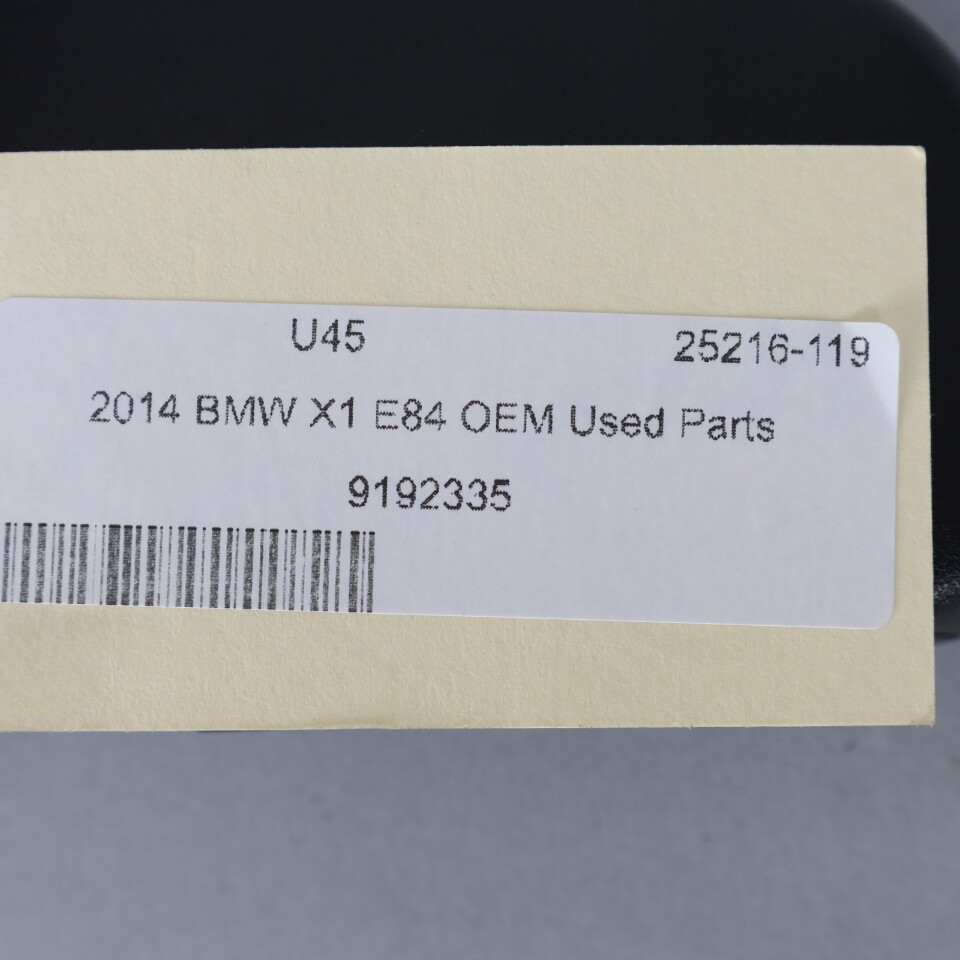 U45 25216-119
2014 BMW X1 E84 OEM Used Parts
9192335